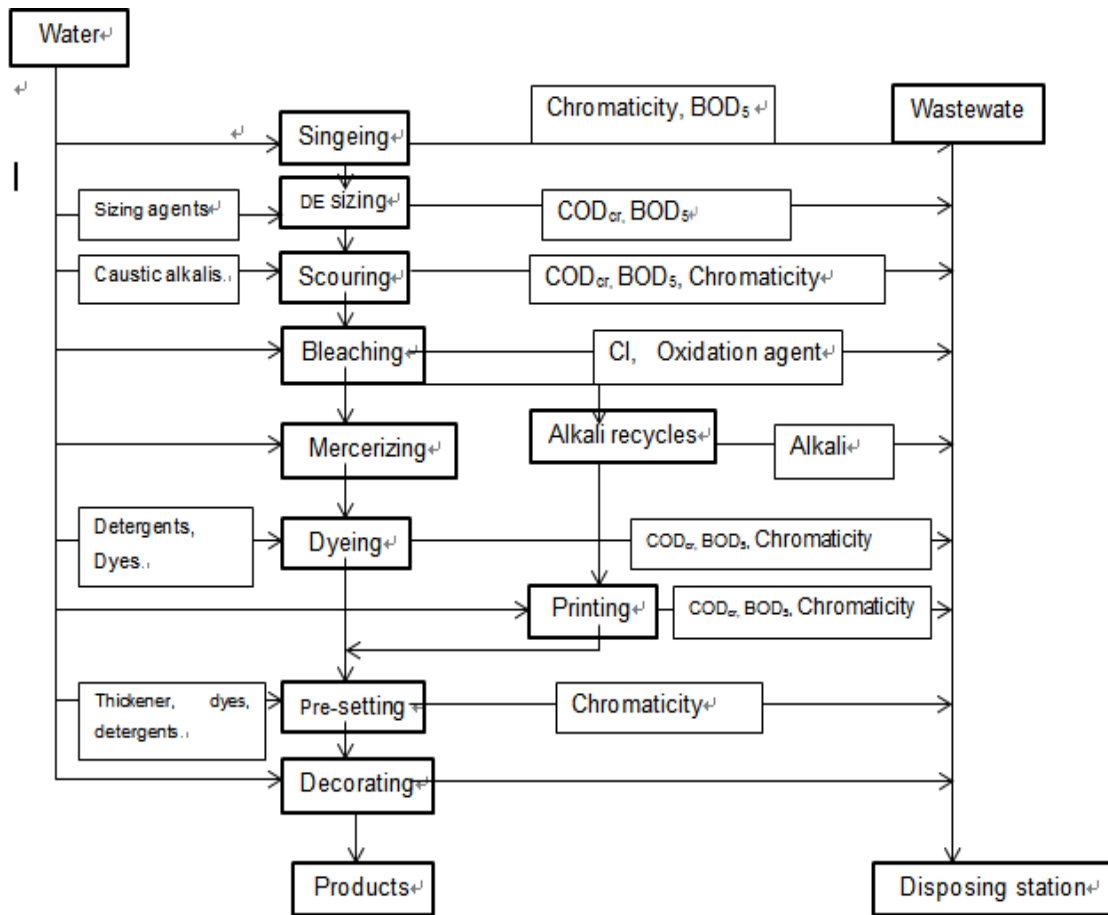 Water
Chromaticity, BOD5
Wastewate
Singeing
Sizing agents
DE sizing
CODcr, BOD5
Caustic alkalis.
Scouring
CODcr, BOD5, Chromaticity
Bleaching
CI, Oxidation agent
Mercerizing
Alkali recycles
Alkali
Detergents,
Dyes.
Dyeing
CODcr, BOD5, Chromaticity
Printing
CODcr, BOD5, Chromaticity
Thickener, dyes,
detergents.
Pre-setting
Chromaticity
Decorating
Products
Disposing station